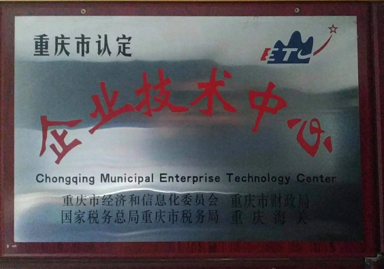 重庆市认定
ETC
企业技术中心
Chongqing Municipal Enterprise Technology Center
重庆市经济和信息化委员会 重庆市财政局
国家税务总局重庆市税务局 重庆海关